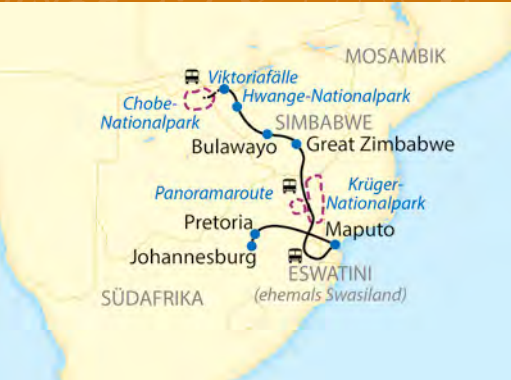 MOSAMBIK
Viktoriafälle
Hwange-Nationalpark
Chobe-
Nationalpark
SIMBABWE
Bulawayo
Great Zimbabwe
Panoramaroute
Krüger-
Nationalpark
Pretoria
Maputo
Johannesburg
ESWATINI
SÜDAFRIKA
(ehemals Swasiland)